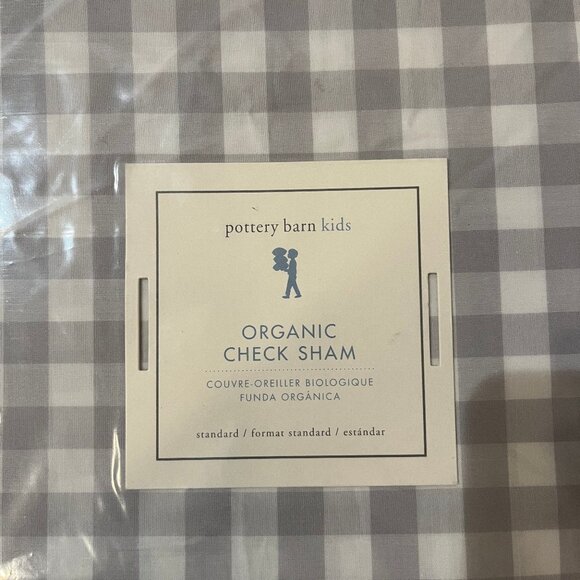 pottery barn kids
ORGANIC
CHECK SHAM
COUVRE-OREILLER BIOLOGIQUE
FUNDA ORGÁNICA
standard / format standard / estándar